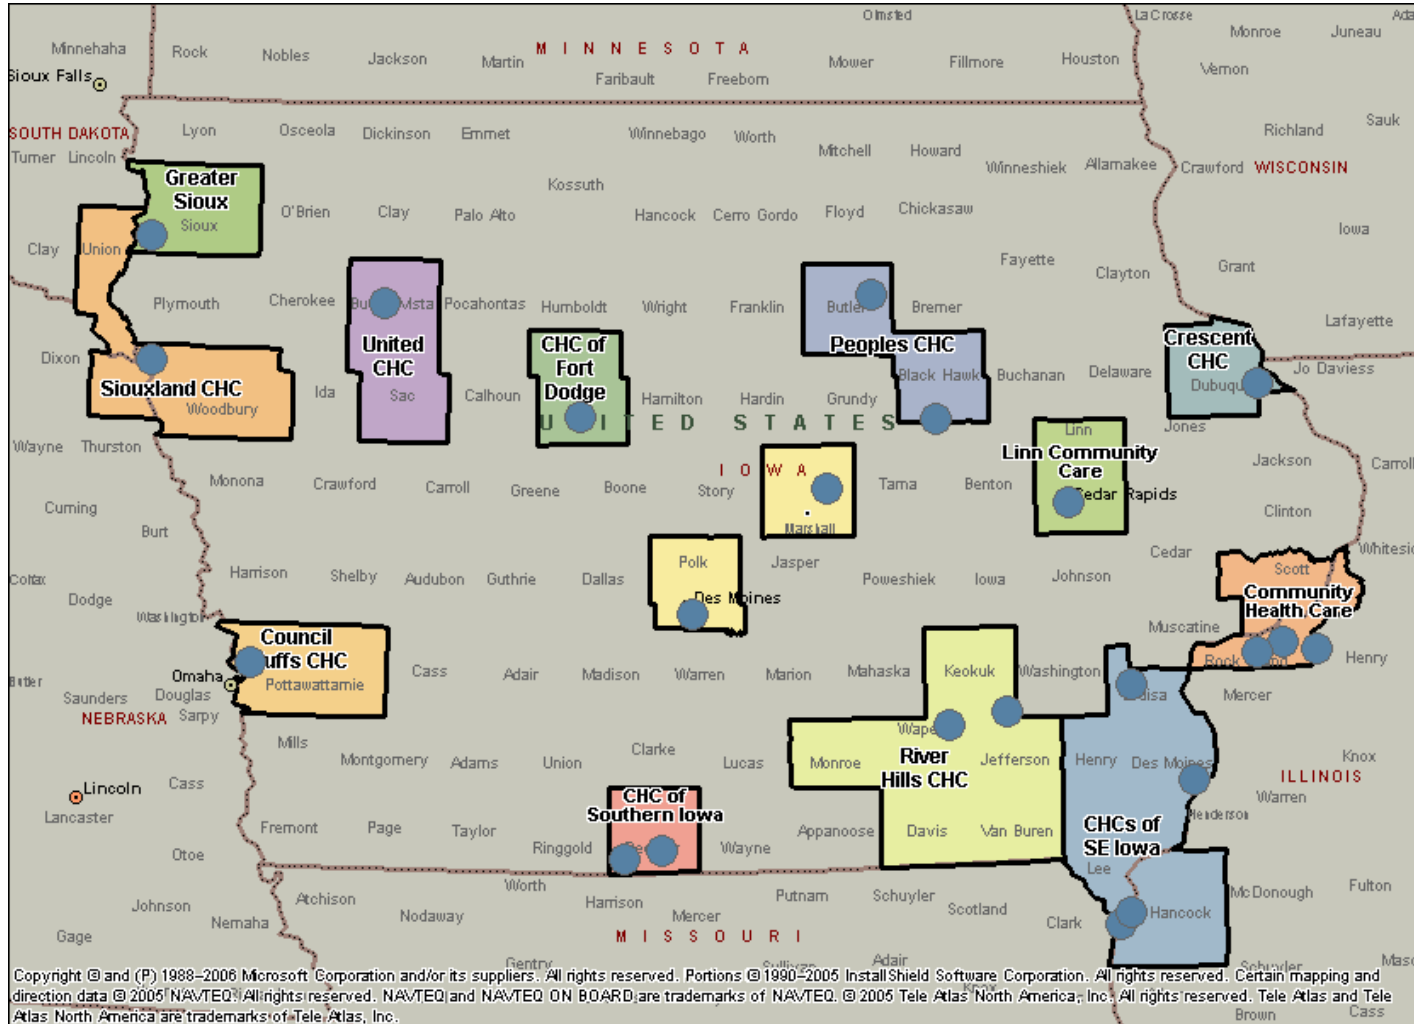 Olmsted
La Crosse
Minnehaha
Rock
Nobles
Jackson
Martin
MINNESOTA
Faribault
Freeborn
Mower
Fillmore
Houston
Vernon
Monroe
Juneau
Sioux Falls
SOUTH DAKOTA
Turner
Lincoln
Lyon
Osceola
Dickinson
Emmet
Winnebago
Worth
Mitchell
Howard
Winneshiek
Allamakee
Crawford
WISCONSIN
Richland
Sauk
Greater
Sioux
Sioux
O'Brien
Clay
Palo Alto
Kossuth
Hancock
Cerro Gordo
Floyd
Chickasaw
Iowa
Clay
Union
Fayette
Clayton
Grant
Plymouth
Cherokee
Pocahontas
Humboldt
Wright
Franklin
Butler
Bremer
Lafayette
United
CHC
Sac
CHC of
Fort
Dodge
Peoples CHC
Black Hawk
Buchanan
Delaware
Crescent
CHC
Jo Daviess
Dixon
Siouxland CHC
Woodbury
Ida
Calhoun
Hamilton
Hardin
Grundy
UNITED STATES
Linn
Jones
Wayne
Thurston
Linn Community
Care
Cedar Rapids
Jackson
IOWA
Monona
Crawford
Carroll
Greene
Boone
Story
Marshall
Tama
Benton
Clinton
Cuming
Burt
Cedar
Harrison
Shelby
Audubon
Guthrie
Dallas
Polk
Des Moines
Jasper
Poweshiek
Iowa
Johnson
Scott
Community
Health Care
Colfax
Dodge
Washington
Muscatine
Rock
Henry
Mercer
Council
CHC
Pottawattamie
Omaha
Douglas
Saunders
Sarpy
NEBRASKA
Butler
Cass
Adair
Madison
Warren
Marion
Mahaska
Keokuk
Washington
Mills
Montgomery
Adams
Union
Clarke
Lucas
Monroe
River
Hills CHC
Jefferson
Henry
Des Moines
Knox
ILLINOIS
Warren
Henderson
Cass
Lincoln
Lancaster
Otoe
Fremont
Page
Taylor
Ringgold
CHC of
Southern Iowa
Wayne
Appanoose
Davis
Van Buren
CHCs of
SE Iowa
Lee
Hancock
McDonough
Fulton
Johnson
Nemaha
Gage
Atchison
Nodaway
Worth
Harrison
Mercer
Putnam
Schuyler
Scotland
Clark
MISSOURI
Gentry
Sullivan
Adair
Knox
Schuyler
Brown
Cass
Copyright © and (P) 1988–2006 Microsoft Corporation and/or its suppliers. All rights reserved. Portions © 1990–2005 InstallShield Software Corporation. All rights reserved. Certain mapping and
direction data © 2005 NAVTEQ. All rights reserved. NAVTEQ and NAVTEQ ON BOARD are trademarks of NAVTEQ. © 2005 Tele Atlas North America, Inc. All rights reserved. Tele Atlas and Tele
Atlas North America are trademarks of Tele Atlas, Inc.